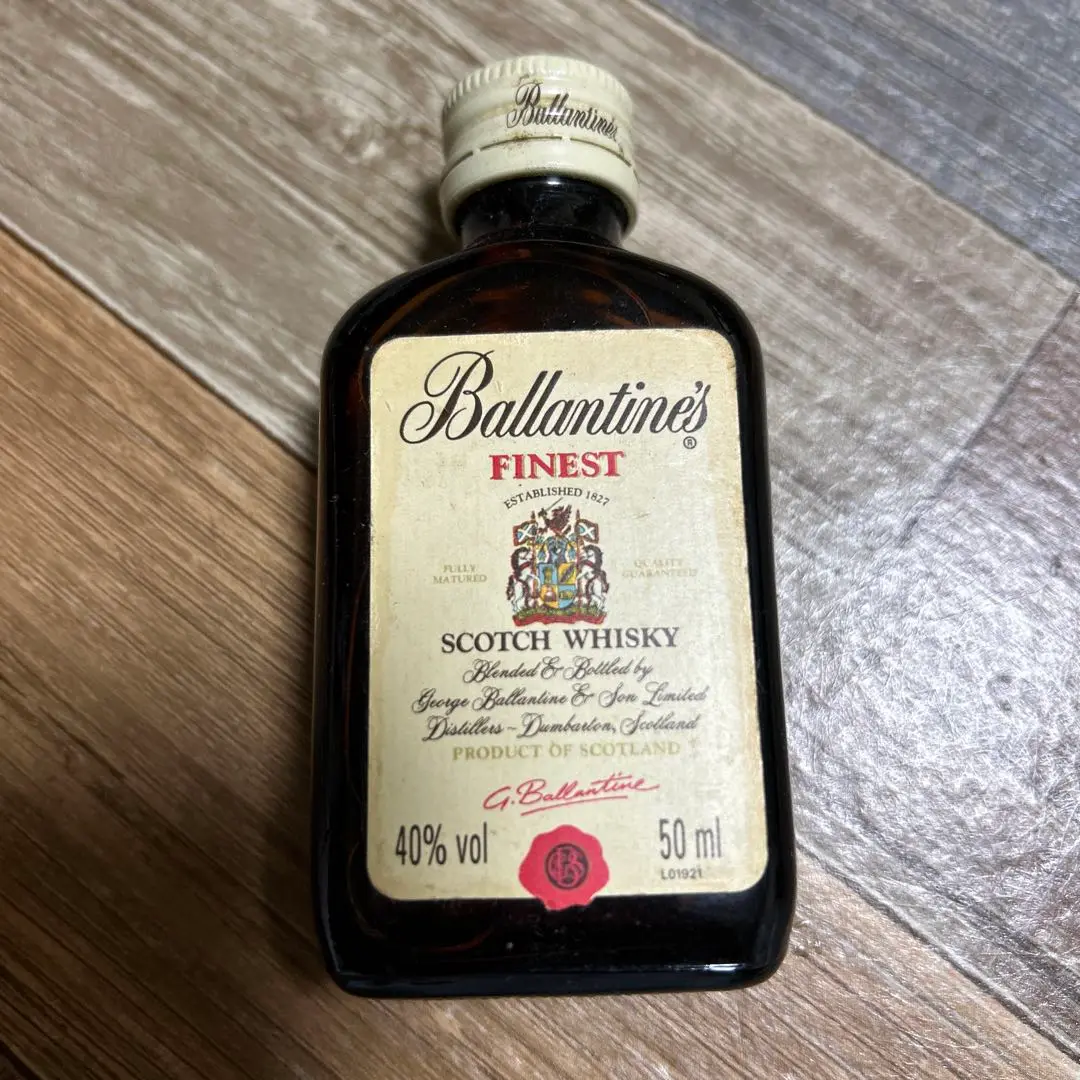 Ballantine's
Ballantine's ®
FINEST
ESTABLISHED 1827
FULLY
MATURED
QUALITY
GUARANTEED
SCOTCH WHISKY
Blended & Bottled by
George Ballantine & Son Limited
Distillers ~ Dumbarton, Scotland
PRODUCT OF SCOTLAND
G. Ballantine
40% vol
50 ml
L01921